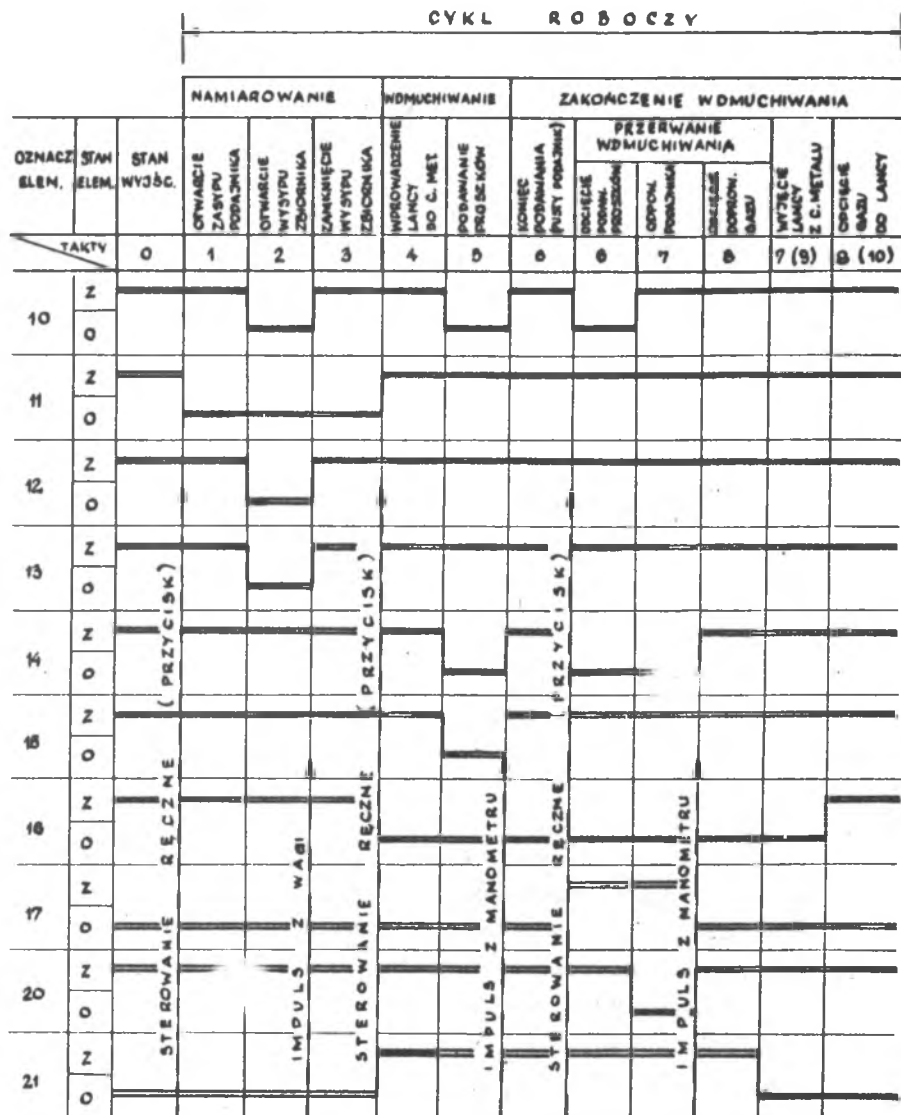 CYKL ROBOCZY
NAMIAROWANIE
WDMUCHIWANIE
ZAKOŃCZENIE WDMUCHIWANIA
PRZERWANIE
WDMUCHIWANIA
OZNACZ
ELEM.
STAN
ELEM.
STAN
WYJŚC.
OTWARCIE
ZASYPU
PODAJNIKA
OTWARCIE
WYSYPU
ZBIORNIKA
ZAMKNIĘCIE
WYSYPU
ZBIORNIKA
WPROWADZENIE
LANCY
DO C. MET.
PODAWANIE
PROSZKÓW
KONIEC
PODAWANIA
(PUSTY PODAJNIK)
ODCIĘCIE
PODAW.
PROSZKÓW
ODPOW.
PODAJNIKA
ODCIĘCIE
DOPROW.
GAZU
WYJĘCIE
LANCY
Z C. METALU
ODCIĘCIE
GAZU
DO LANCY
TAKTY
0 1 2 3 4 5 6 6 7 8 7 (9) 8 (10)
10 Z
O
11 Z
O
12 Z
O
13 Z
O
14 Z
O
15 Z
O
16 Z
O
17 Z
O
20 Z
O
21 Z
O
STEROWANIE RĘCZNE (PRZYCISK)
IMPULS Z WAGI
STEROWANIE RĘCZNE (PRZYCISK)
IMPULS Z MANOMETRU
STEROWANIE RĘCZNE (PRZYCISK)
IMPULS Z MANOMETRU